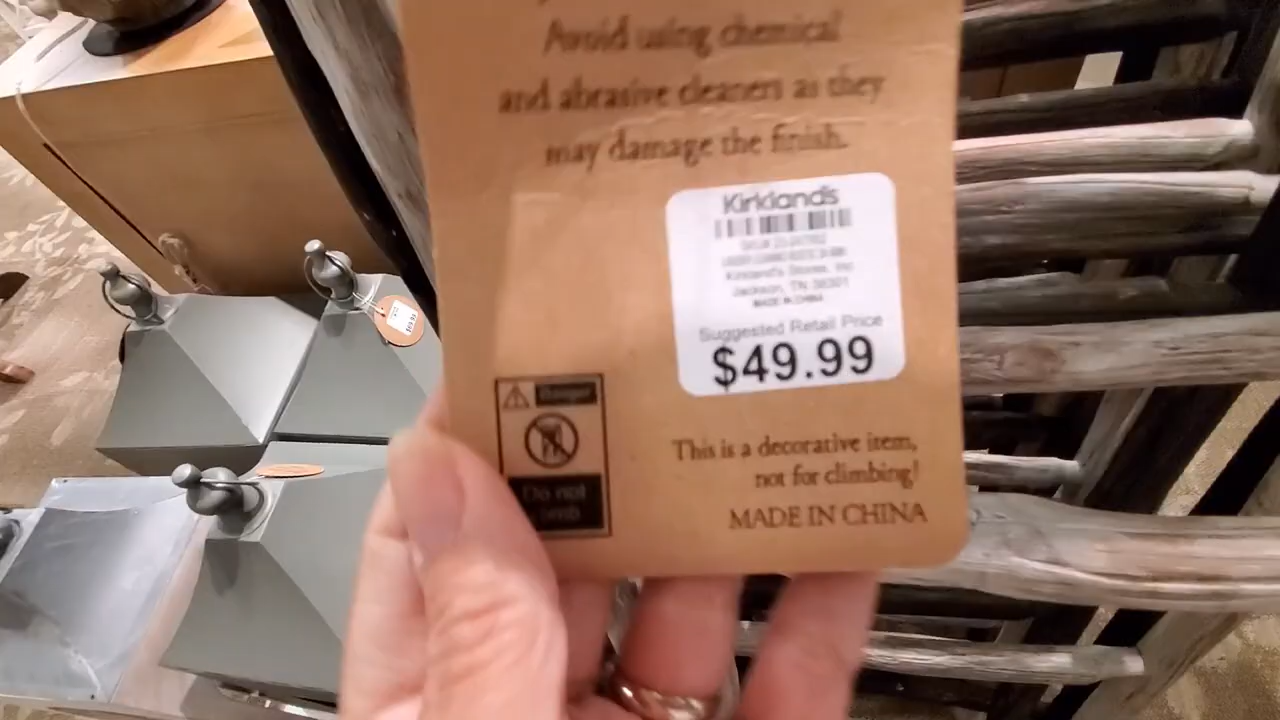 Avoid using chemical
and abrasive cleaners as they
may damage the finish.
Kirkland's
Kirkland's Stores, Inc
Jackson, TN 38301
MADE IN CHINA
Suggested Retail Price
$49.99
Danger
Do not
This is a decorative item,
not for climbing!
MADE IN CHINA